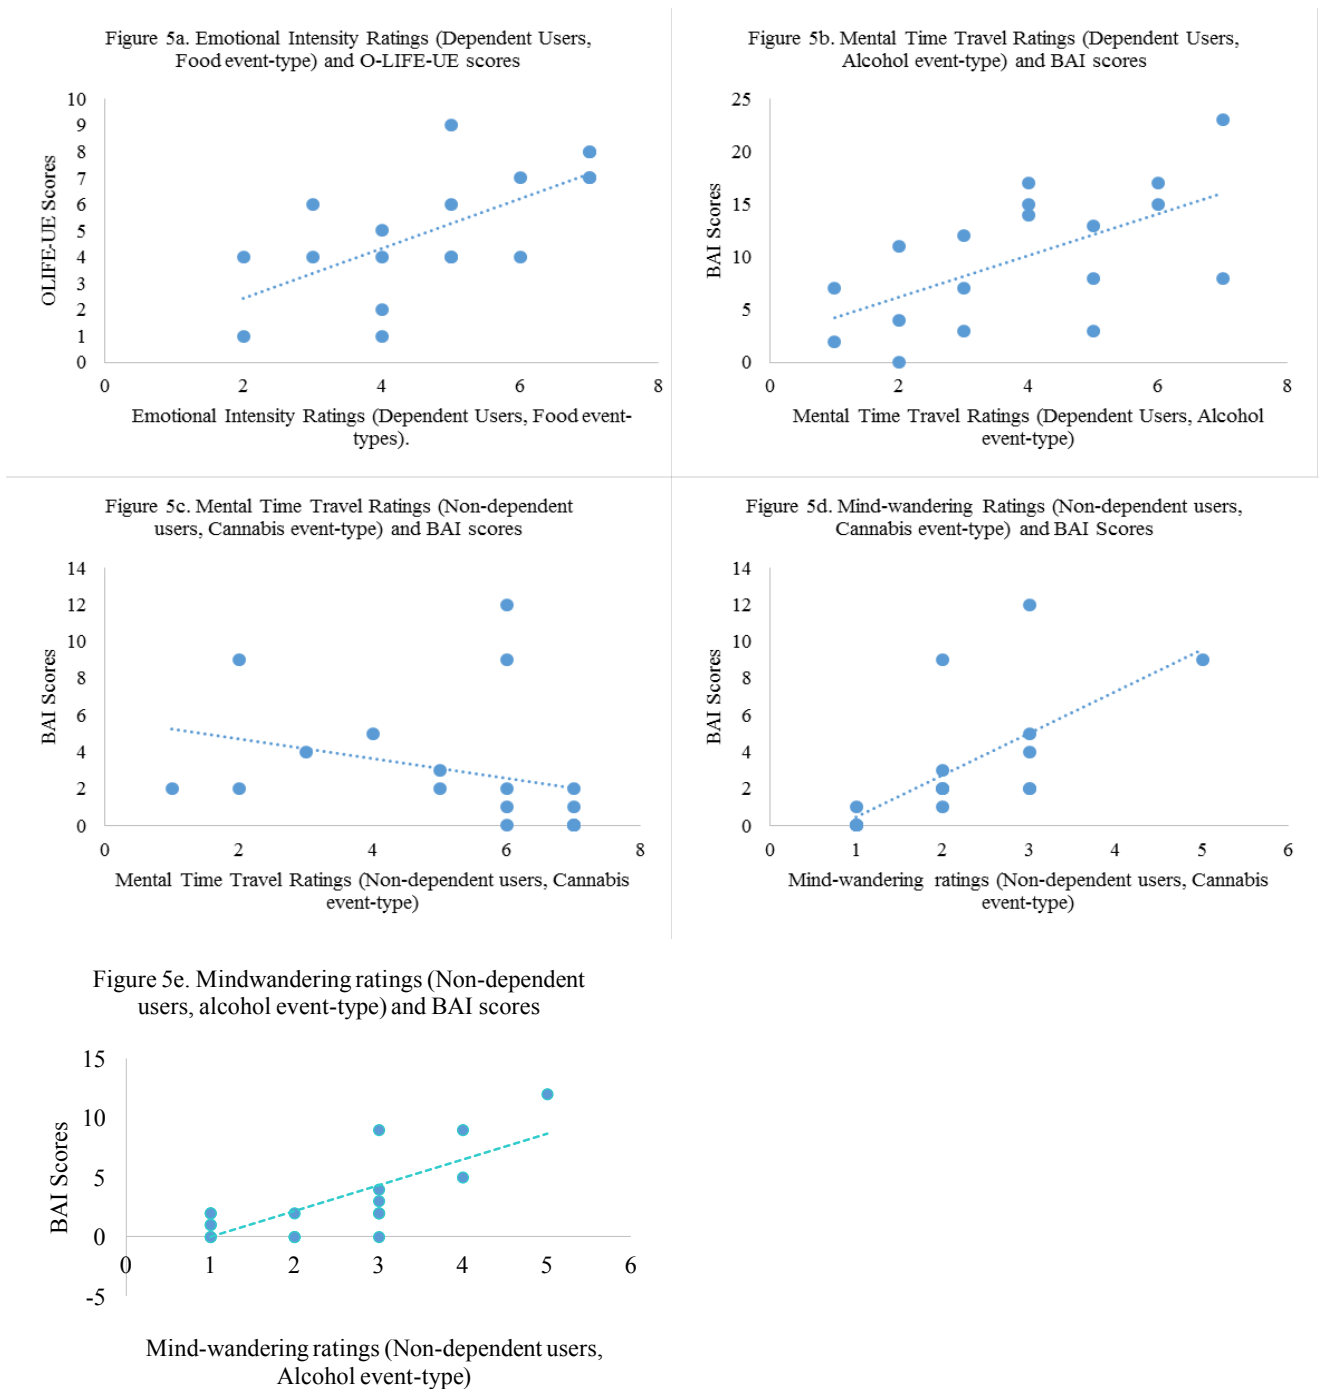 Figure 5a. Emotional Intensity Ratings (Dependent Users,
Food event-type) and O-LIFE-UE scores
10
9
8
7
6
5
4
3
2
1
0
OLIFE-UE Scores
0 2 4 6 8
Emotional Intensity Ratings (Dependent Users, Food event-
types).
Figure 5b. Mental Time Travel Ratings (Dependent Users,
Alcohol event-type) and BAI scores
25
20
15
10
5
0
BAI Scores
0 2 4 6 8
Mental Time Travel Ratings (Dependent Users, Alcohol
event-type)
Figure 5c. Mental Time Travel Ratings (Non-dependent
users, Cannabis event-type) and BAI scores
14
12
10
8
6
4
2
0
BAI Scores
0 2 4 6 8
Mental Time Travel Ratings (Non-dependent users, Cannabis
event-type)
Figure 5d. Mind-wandering Ratings (Non-dependent users,
Cannabis event-type) and BAI Scores
14
12
10
8
6
4
2
0
BAI Scores
0 1 2 3 4 5 6
Mind-wandering ratings (Non-dependent users, Cannabis
event-type)
Figure 5e. Mindwandering ratings (Non-dependent
users, alcohol event-type) and BAI scores
15
10
5
0
-5
BAI Scores
0 1 2 3 4 5 6
Mind-wandering ratings (Non-dependent users,
Alcohol event-type)